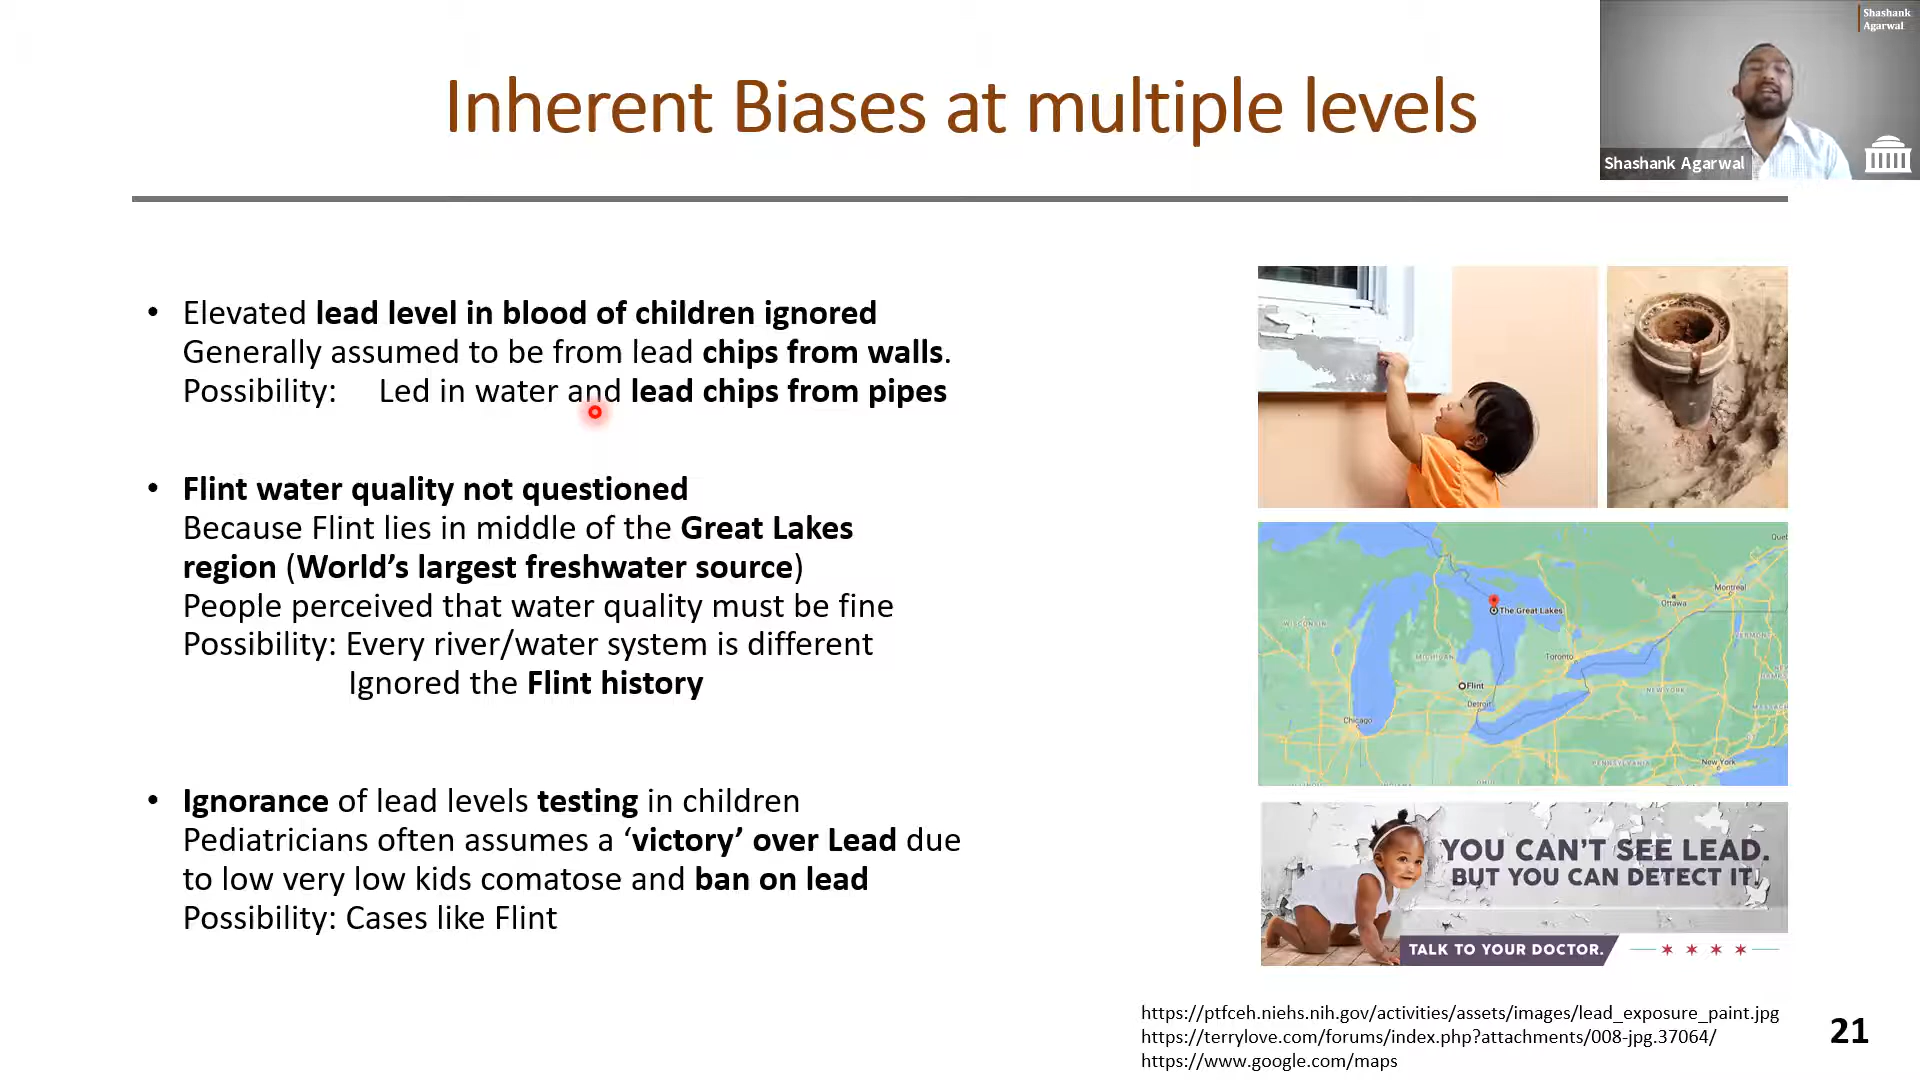 Inherent Biases at multiple levels
Shashank
Agarwal
Shashank Agarwal
• Elevated lead level in blood of children ignored
Generally assumed to be from lead chips from walls.
Possibility: Led in water and lead chips from pipes
• Flint water quality not questioned
Because Flint lies in middle of the Great Lakes
region (World’s largest freshwater source)
People perceived that water quality must be fine
Possibility: Every river/water system is different
Ignored the Flint history
• Ignorance of lead levels testing in children
Pediatricians often assumes a ‘victory’ over Lead due
to low very low kids comatose and ban on lead
Possibility: Cases like Flint
Montreal
Ottawa
The Great Lakes
WISCONSIN
VERMONT
MICHIGAN
Toronto
Flint
NEW YORK
Detroit
Chicago
PENNSYLVANIA
New York
OHIO
YOU CAN’T SEE LEAD.
BUT YOU CAN DETECT IT.
TALK TO YOUR DOCTOR.
https://ptfceh.niehs.nih.gov/activities/assets/images/lead_exposure_paint.jpg
https://terrylove.com/forums/index.php?attachments/008-jpg.37064/
https://www.google.com/maps
21